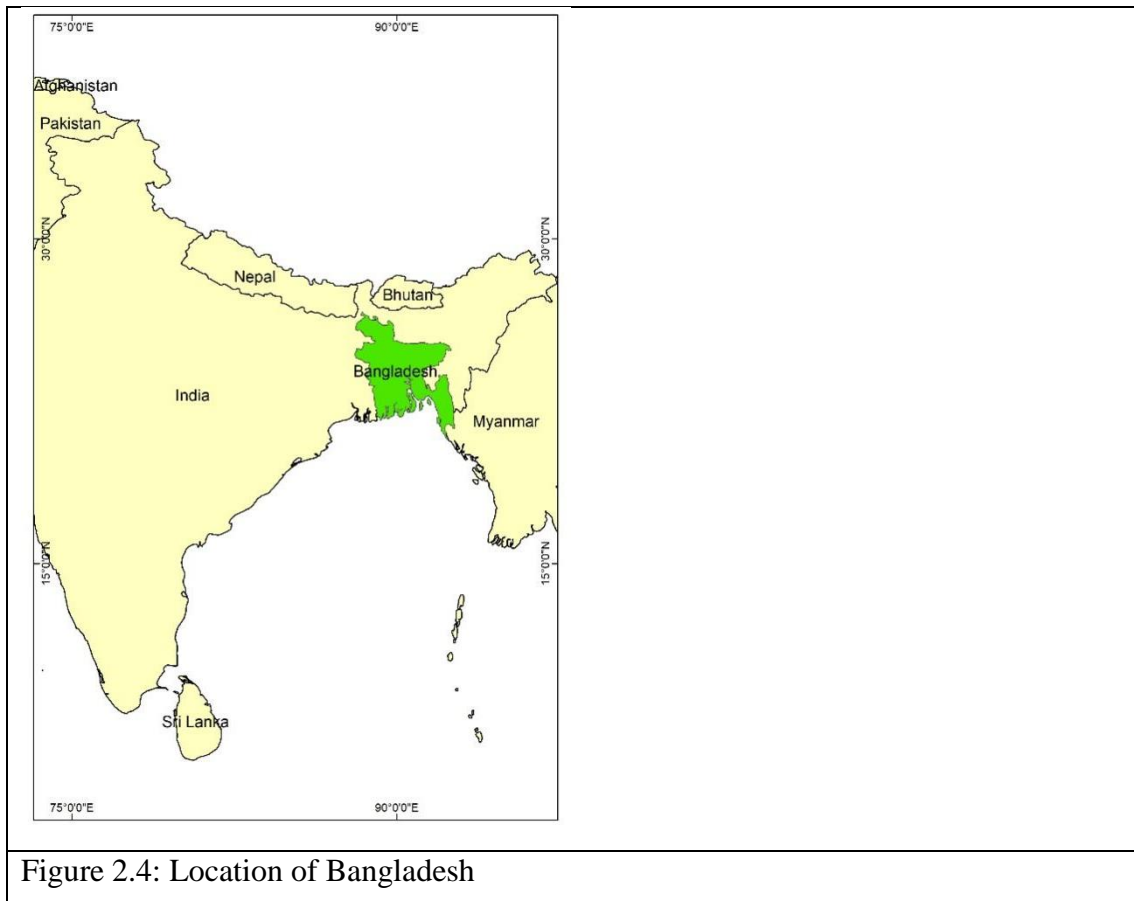 75°0'0"E 90°0'0"E
Afghanistan
Pakistan
30°0'0"N 30°0'0"N
Nepal
Bhutan
Bangladesh
India
Myanmar
15°0'0"N 15°0'0"N
Sri Lanka
75°0'0"E 90°0'0"E
Figure 2.4: Location of Bangladesh